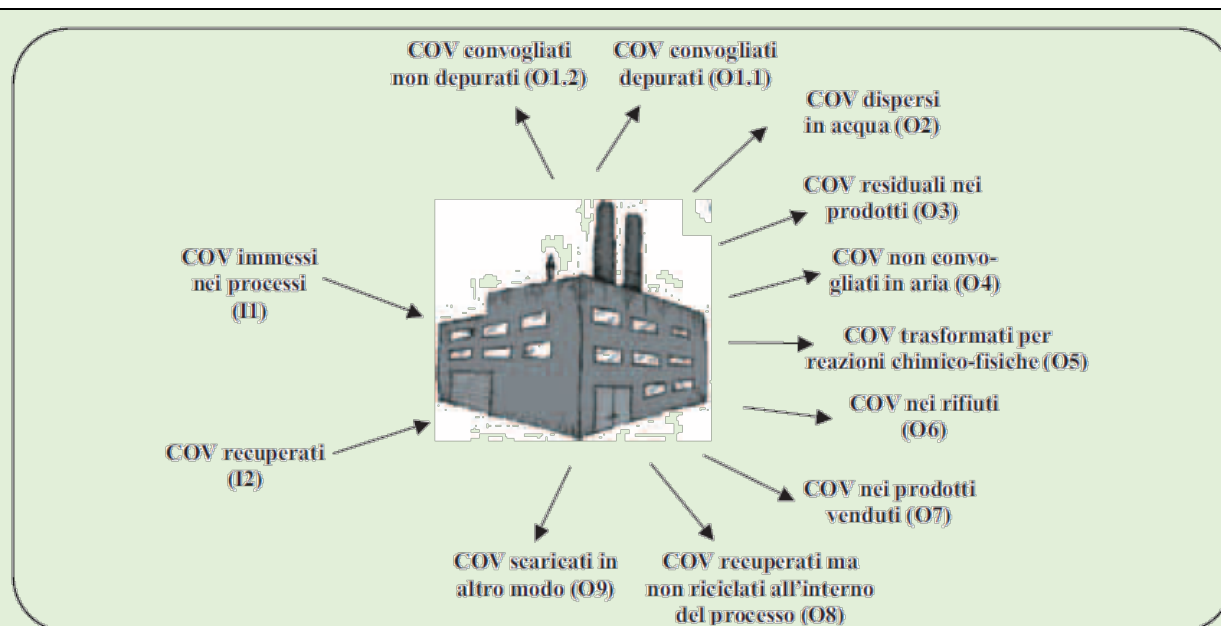 COV convogliati
non depurati (O1.2)
COV convogliati
depurati (O1.1)
COV dispersi
in acqua (O2)
COV residuali nei
prodotti (O3)
COV immessi
nei processi
(I1)
COV non convo-
gliati in aria (O4)
COV trasformati per
reazioni chimico-fisiche (O5)
COV nei rifiuti
(O6)
COV recuperati
(I2)
COV nei prodotti
venduti (O7)
COV scaricati in
altro modo (O9)
COV recuperati ma
non riciclati all'interno
del processo (O8)